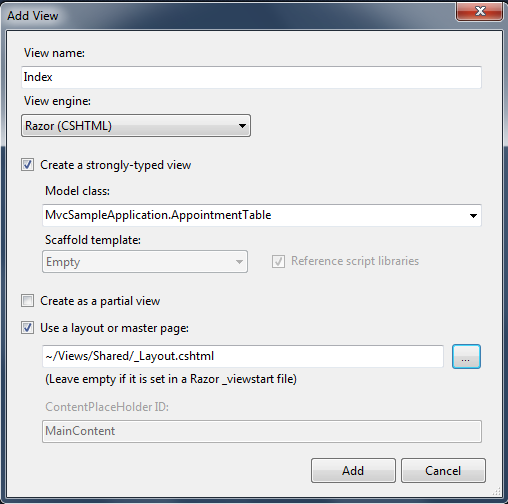 Add View
View name:
Index
View engine:
Razor (CSHTML)
Create a strongly-typed view
Model class:
MvcSampleApplication.AppointmentTable
Scaffold template:
Empty
Reference script libraries
Create as a partial view
Use a layout or master page:
~/Views/Shared/_Layout.cshtml
...
(Leave empty if it is set in a Razor _viewstart file)
ContentPlaceHolder ID:
MainContent
Add Cancel